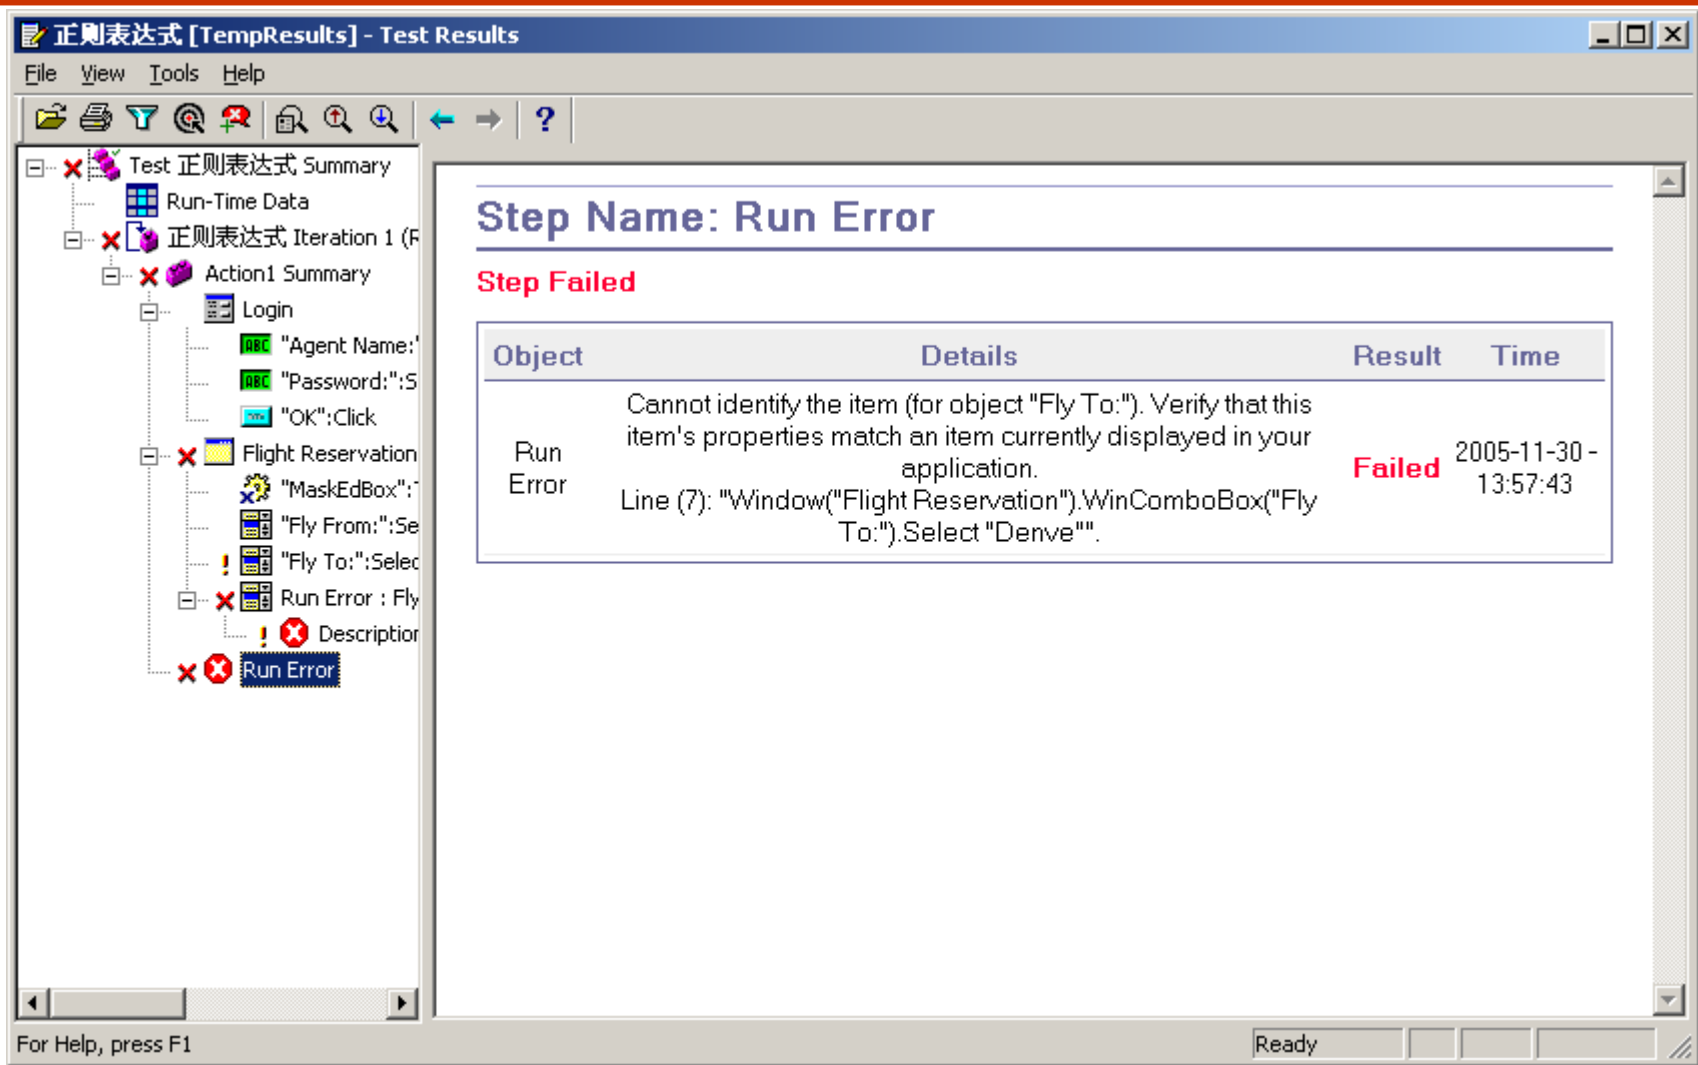 正则表达式 [TempResults] - Test Results
File View Tools Help
Test 正则表达式 Summary
Run-Time Data
正则表达式 Iteration 1 (R
Action1 Summary
Login
"Agent Name:"
"Password:":S
"OK":Click
Flight Reservation
"MaskEdBox":T
"Fly From:":Se
"Fly To:":Selec
Run Error : Fly
Description
Run Error
Step Name: Run Error
Step Failed
Object Details Result Time
Run Error
Cannot identify the item (for object "Fly To:"). Verify that this
item's properties match an item currently displayed in your
application.
Line (7): "Window("Flight Reservation").WinComboBox("Fly
To:").Select "Denve"".
Failed
2005-11-30 -
13:57:43
For Help, press F1
Ready